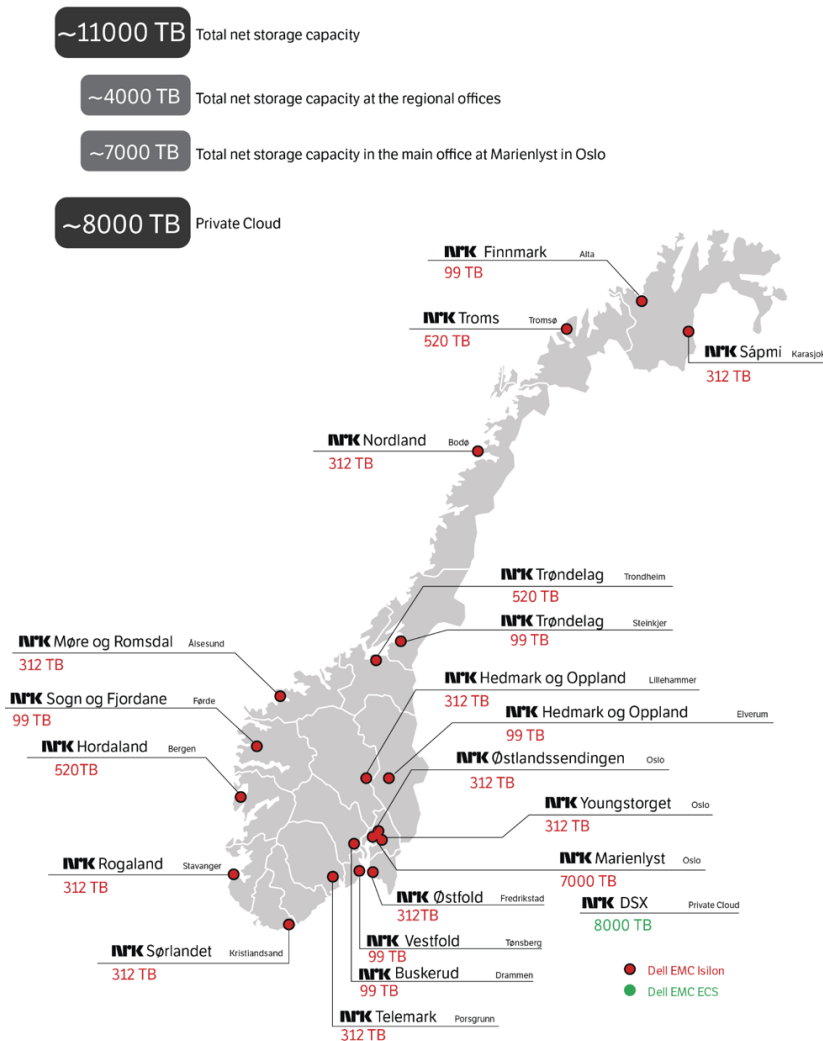 ~11000 TB Total net storage capacity
~4000 TB Total net storage capacity at the regional offices
~7000 TB Total net storage capacity in the main office at Marienlyst in Oslo
~8000 TB Private Cloud
NRK Finnmark Alta
99 TB
NRK Troms Tromsø
520 TB
NRK Sápmi Karasjok
312 TB
NRK Nordland Bodø
312 TB
NRK Trøndelag Trondheim
520 TB
NRK Trøndelag Steinkjer
99 TB
NRK Møre og Romsdal Ålsesund
312 TB
NRK Hedmark og Oppland Lillehammer
312 TB
NRK Sogn og Fjordane Førde
99 TB
NRK Hedmark og Oppland Elverum
99 TB
NRK Hordaland Bergen
520TB
NRK Østlandssendingen Oslo
312 TB
NRK Youngstorget Oslo
312 TB
NRK Rogaland Stavanger
312 TB
NRK Marienlyst Oslo
7000 TB
NRK Østfold Fredrikstad
312TB
NRK DSX Private Cloud
8000 TB
NRK Vestfold Tønsberg
99 TB
NRK Sørlandet Kristiandsand
312 TB
NRK Buskerud Drammen
99 TB
NRK Telemark Porsgrunn
312 TB
Dell EMC Isilon
Dell EMC ECS